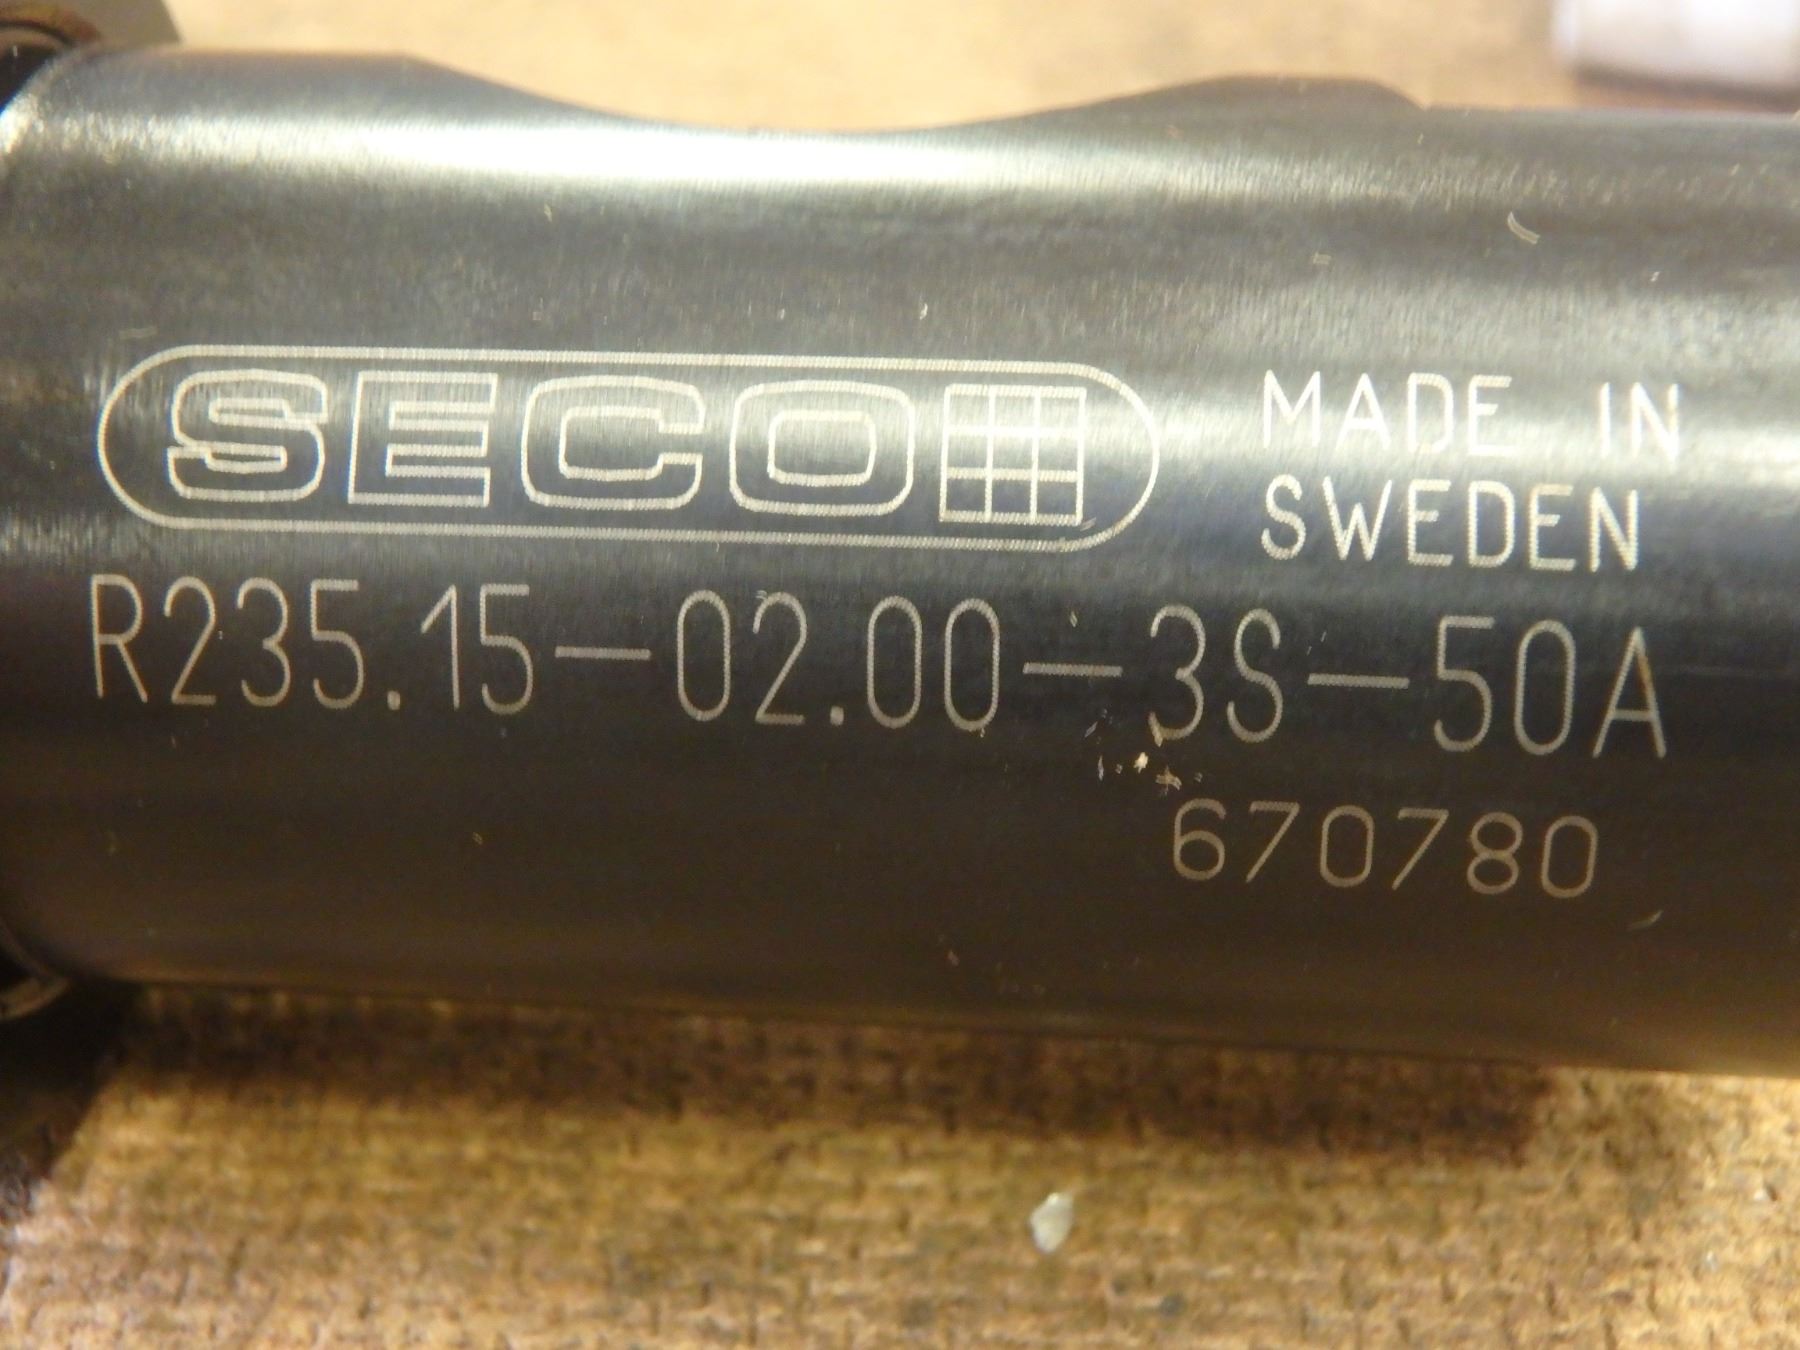 SECO
MADE IN
SWEDEN
R235.15-02.00-3S-50A
670780